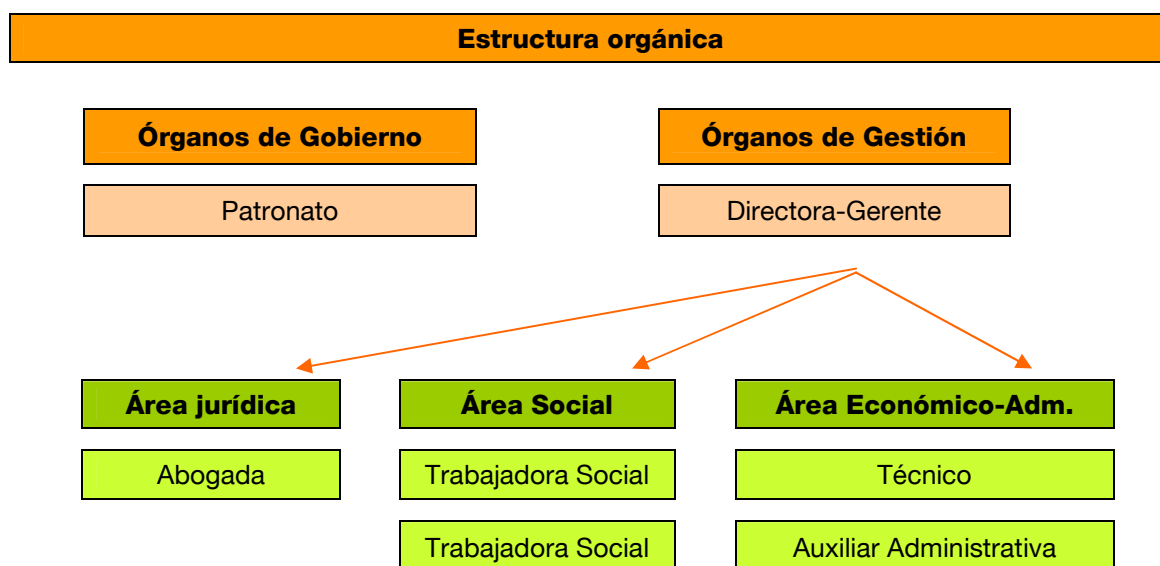 Estructura orgánica
Órganos de Gobierno
Órganos de Gestión
Patronato
Directora-Gerente
Área jurídica
Área Social
Área Económico-Adm.
Abogada
Trabajadora Social
Técnico
Trabajadora Social
Auxiliar Administrativa